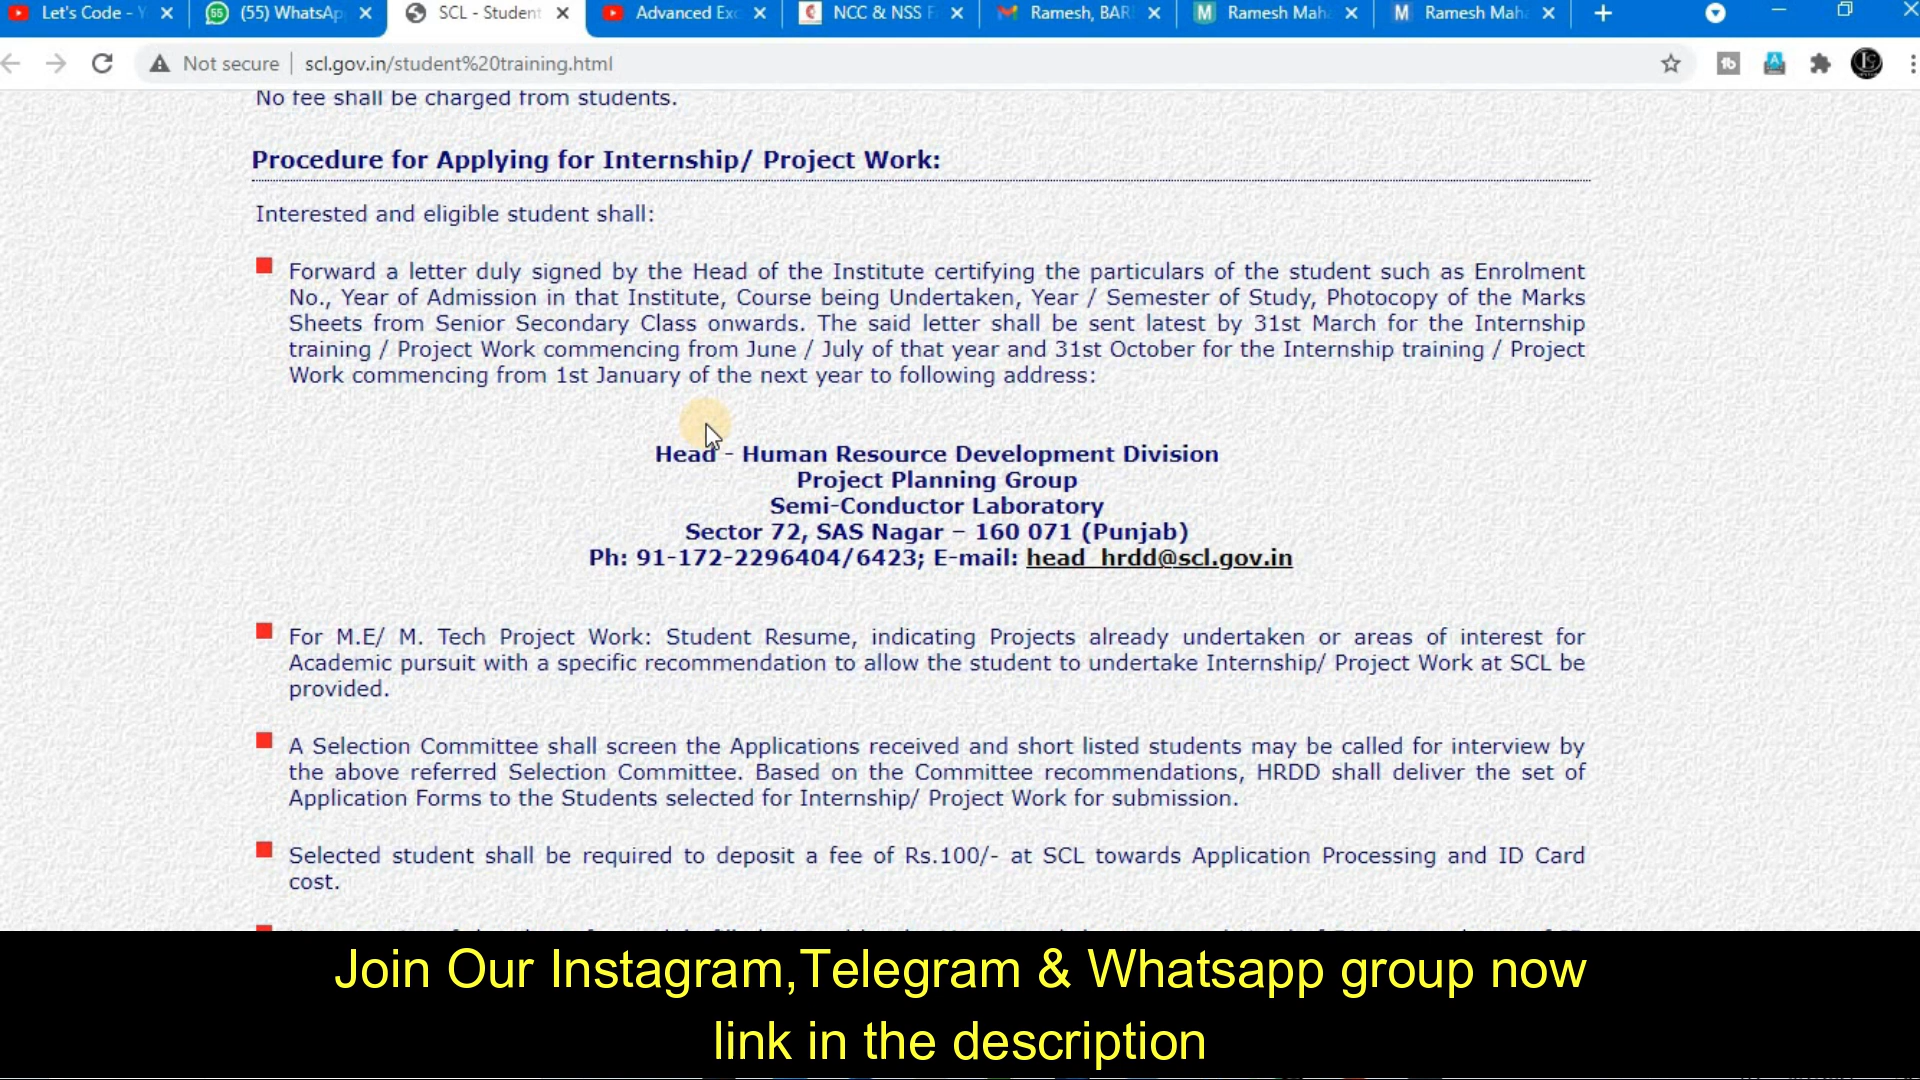 Let's Code - Y
(55) WhatsAp
SCL - Student
Advanced Exc
NCC & NSS F
Ramesh, BAR
Ramesh Mah
Ramesh Mah
Not secure | scl.gov.in/student%20training.html
No fee shall be charged from students.
Procedure for Applying for Internship/ Project Work:
Interested and eligible student shall:
Forward a letter duly signed by the Head of the Institute certifying the particulars of the student such as Enrolment
No., Year of Admission in that Institute, Course being Undertaken, Year / Semester of Study, Photocopy of the Marks
Sheets from Senior Secondary Class onwards. The said letter shall be sent latest by 31st March for the Internship
training / Project Work commencing from June / July of that year and 31st October for the Internship training / Project
Work commencing from 1st January of the next year to following address:
Head - Human Resource Development Division
Project Planning Group
Semi-Conductor Laboratory
Sector 72, SAS Nagar – 160 071 (Punjab)
Ph: 91-172-2296404/6423; E-mail: head_hrdd@scl.gov.in
For M.E/ M. Tech Project Work: Student Resume, indicating Projects already undertaken or areas of interest for
Academic pursuit with a specific recommendation to allow the student to undertake Internship/ Project Work at SCL be
provided.
A Selection Committee shall screen the Applications received and short listed students may be called for interview by
the above referred Selection Committee. Based on the Committee recommendations, HRDD shall deliver the set of
Application Forms to the Students selected for Internship/ Project Work for submission.
Selected student shall be required to deposit a fee of Rs.100/- at SCL towards Application Processing and ID Card
cost.
Join Our Instagram,Telegram & Whatsapp group now
link in the description